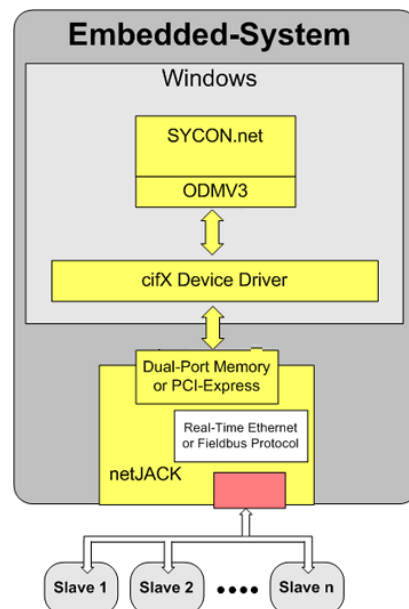 Embedded-System
Windows
SYCON.net
ODMV3
cifX Device Driver
Dual-Port Memory
or PCI-Express
Real-Time Ethernet
or Fieldbus Protocol
netJACK
Slave 1
Slave 2
Slave n